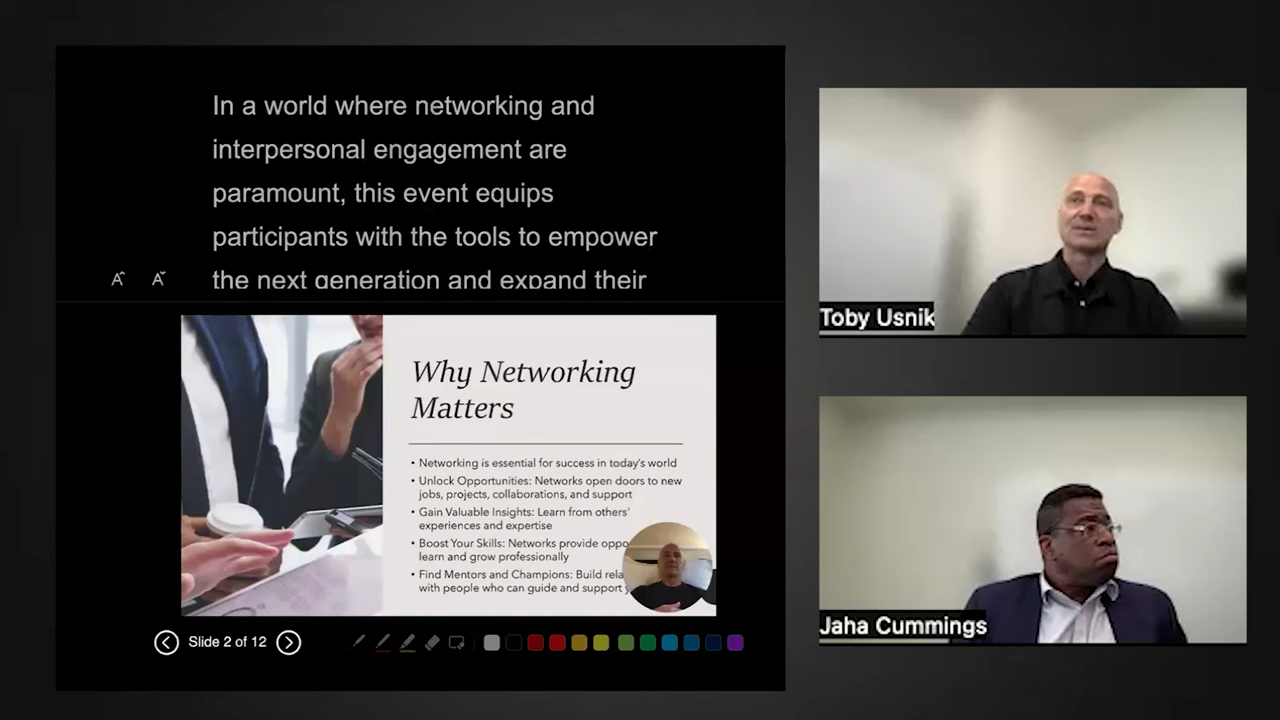 In a world where networking and
interpersonal engagement are
paramount, this event equips
participants with the tools to empower
the next generation and expand their
Why Networking
Matters
• Networking is essential for success in today's world
• Unlock Opportunities: Networks open doors to new
jobs, projects, collaborations, and support
• Gain Valuable Insights: Learn from others'
experiences and expertise
• Boost Your Skills: Networks provide oppo
learn and grow professionally
• Find Mentors and Champions: Build rela
with people who can guide and support
Slide 2 of 12
Toby Usnik
Jaha Cummings